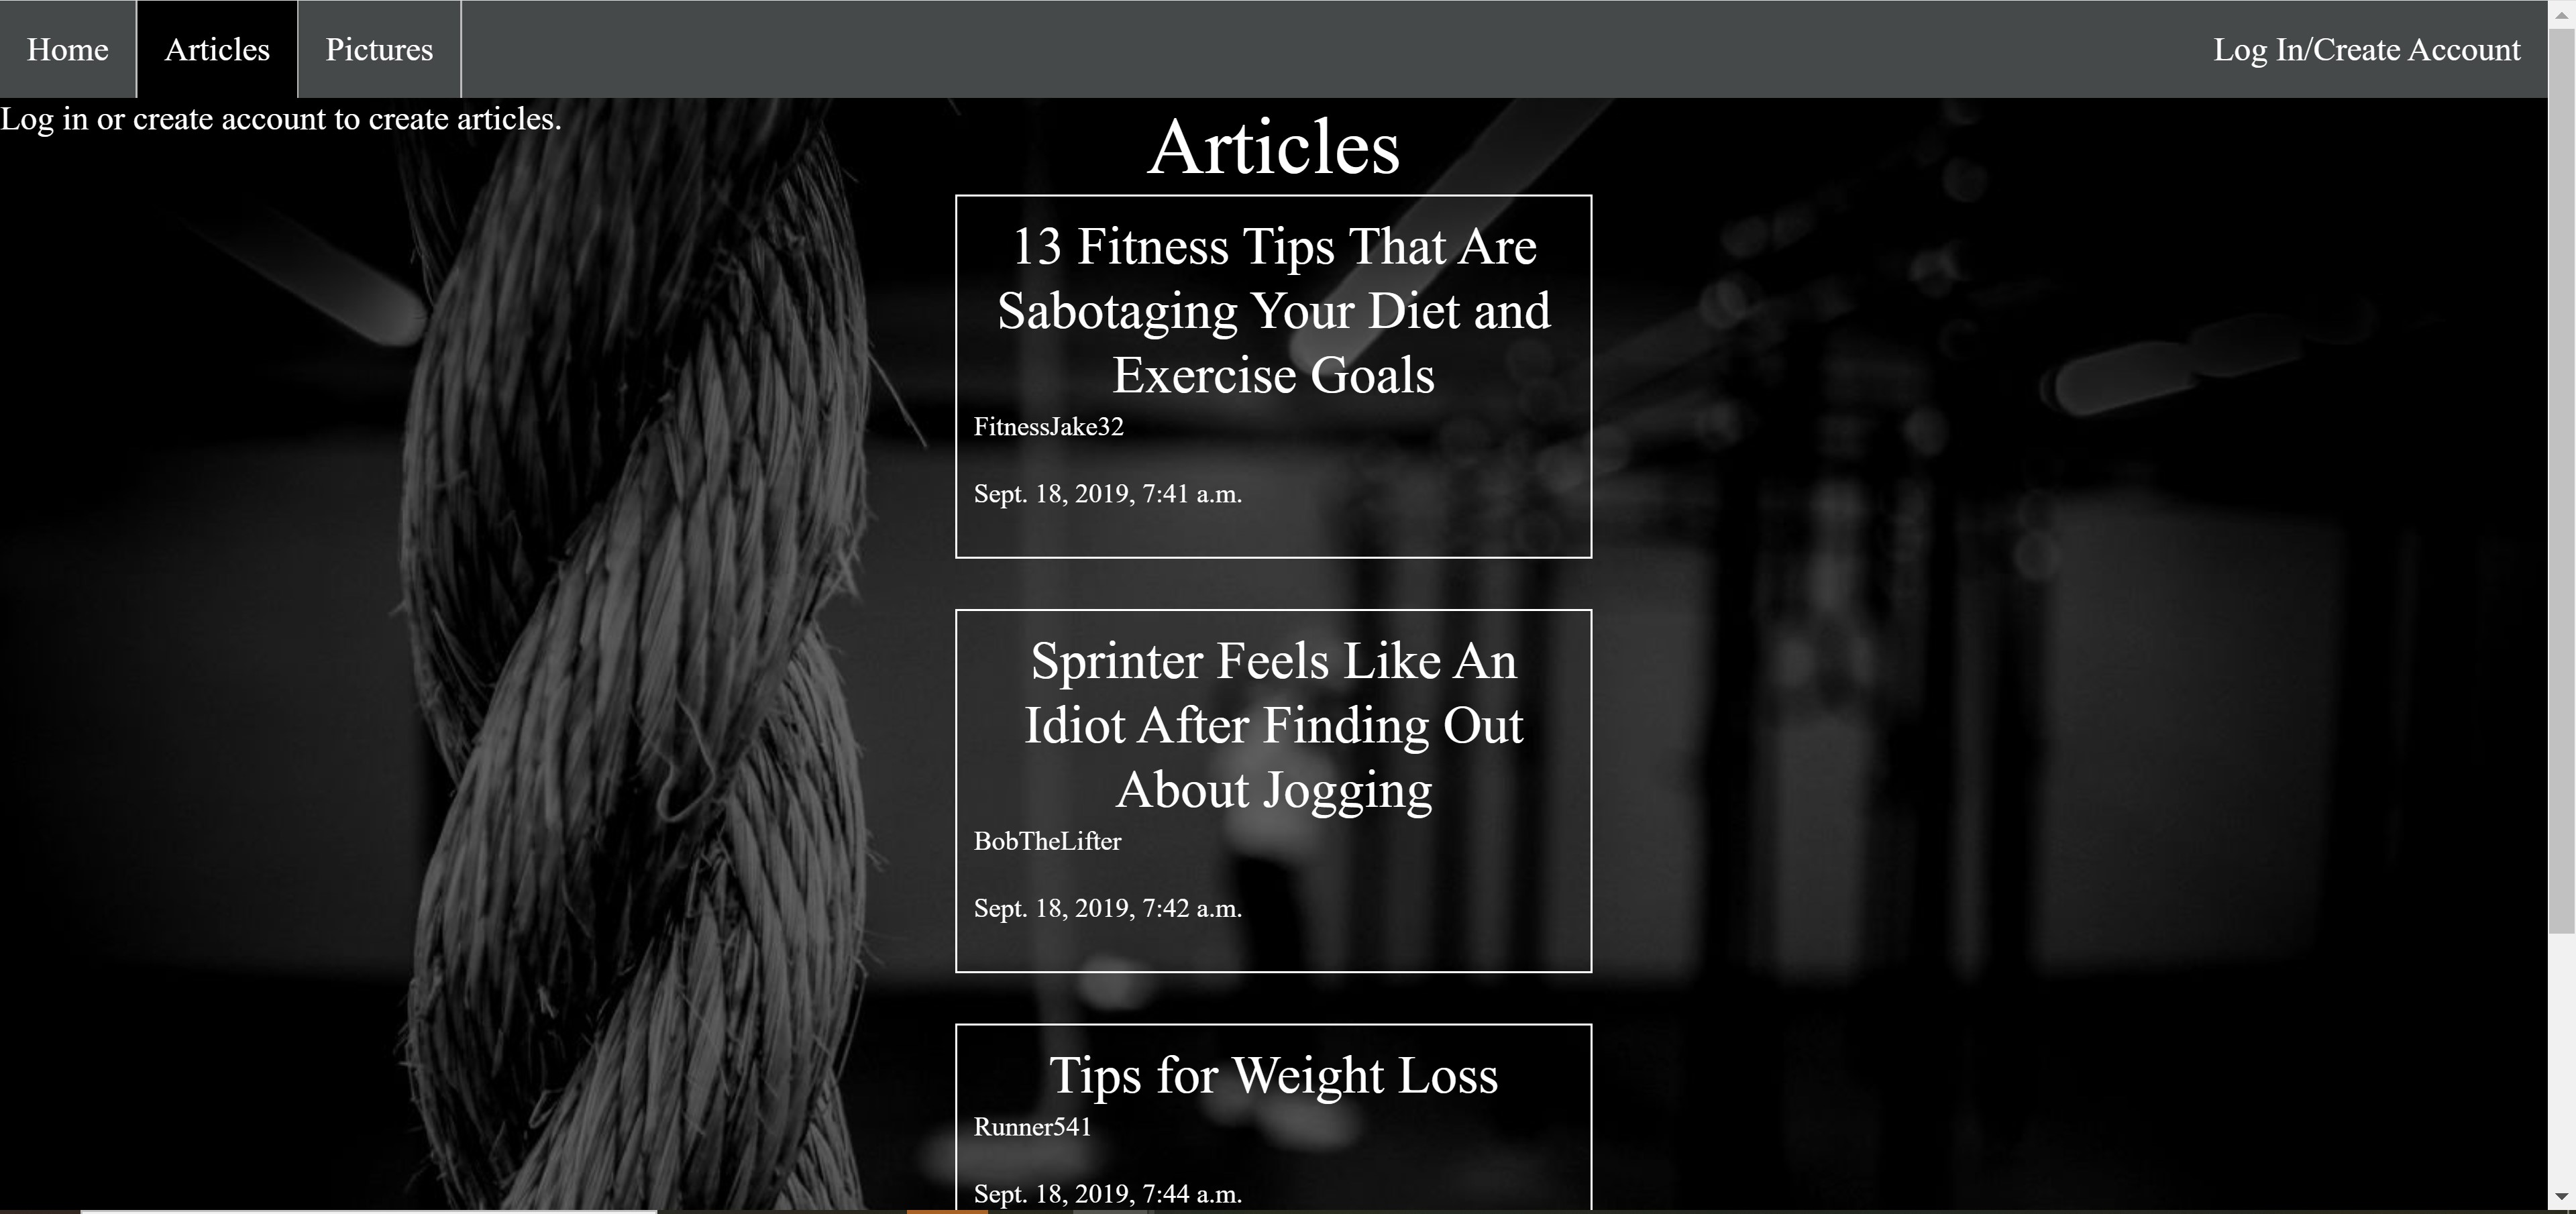 Home Articles Pictures Log In/Create Account
Log in or create account to create articles.
Articles
13 Fitness Tips That Are
Sabotaging Your Diet and
Exercise Goals
FitnessJake32
Sept. 18, 2019, 7:41 a.m.
Sprinter Feels Like An
Idiot After Finding Out
About Jogging
BobTheLifter
Sept. 18, 2019, 7:42 a.m.
Tips for Weight Loss
Runner541
Sept. 18, 2019, 7:44 a.m.